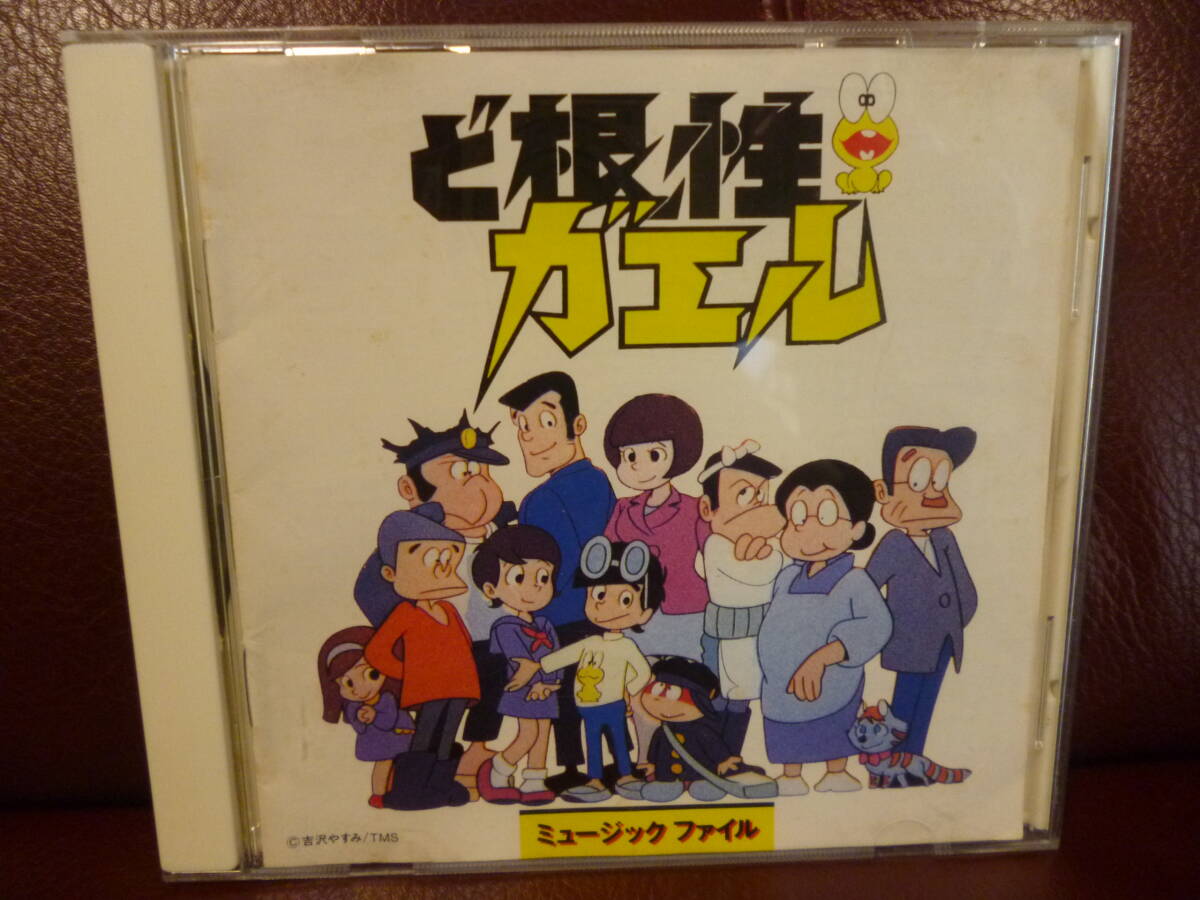 ど根性
ガエル
©吉沢やすみ/TMS
ミュージック ファイル